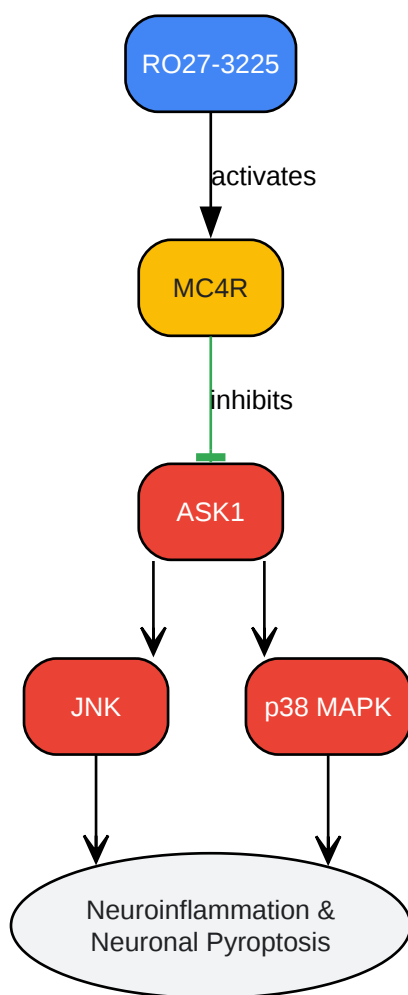 RO27-3225
activates
MC4R
inhibits
ASK1
JNK
p38 MAPK
Neuroinflammation &
Neuronal Pyroptosis